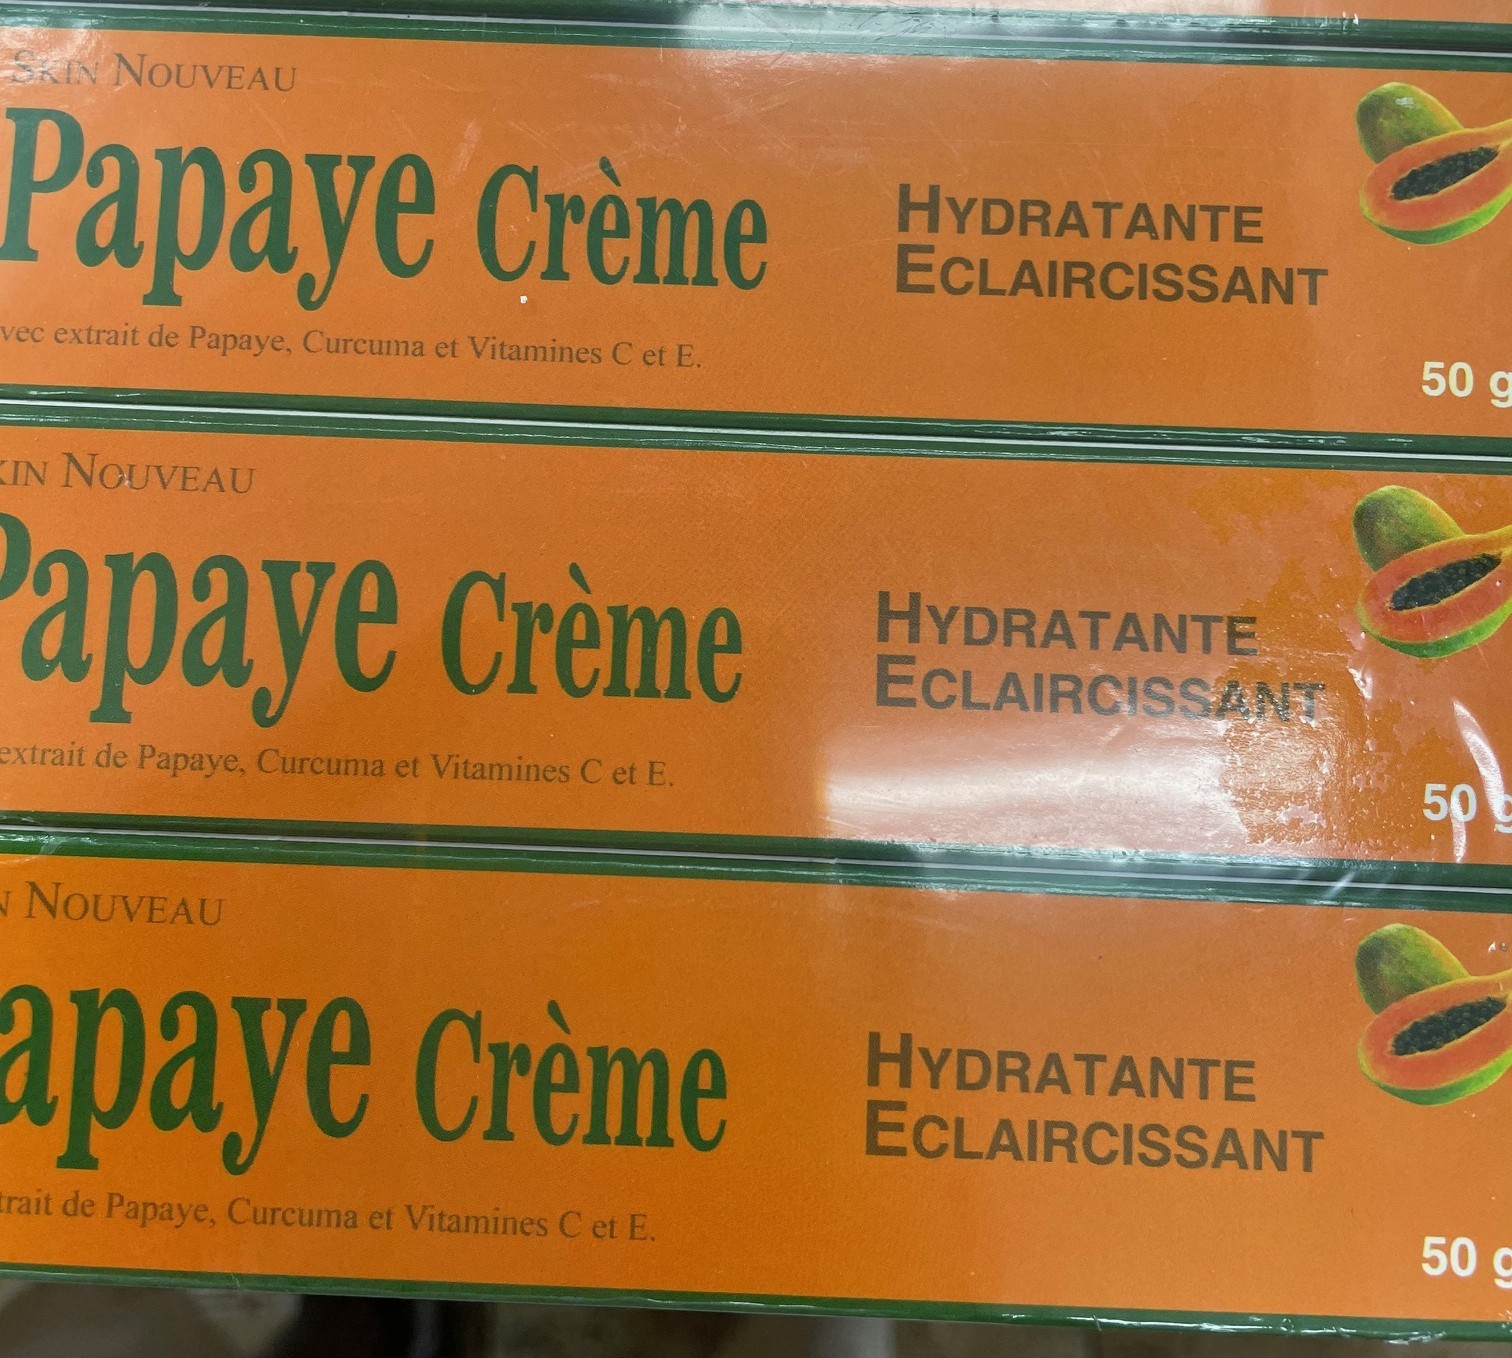 SKIN NOUVEAU
Papaye Crème
HYDRATANTE
ECLAIRCISSANT
vec extrait de Papaye, Curcuma et Vitamines C et E.
50 g
KIN NOUVEAU
Papaye Crème
HYDRATANTE
ECLAIRCISSANT
extrait de Papaye, Curcuma et Vitamines C et E.
50 g
N NOUVEAU
apaye Crème
HYDRATANTE
ECLAIRCISSANT
trait de Papaye, Curcuma et Vitamines C et E.
50 g